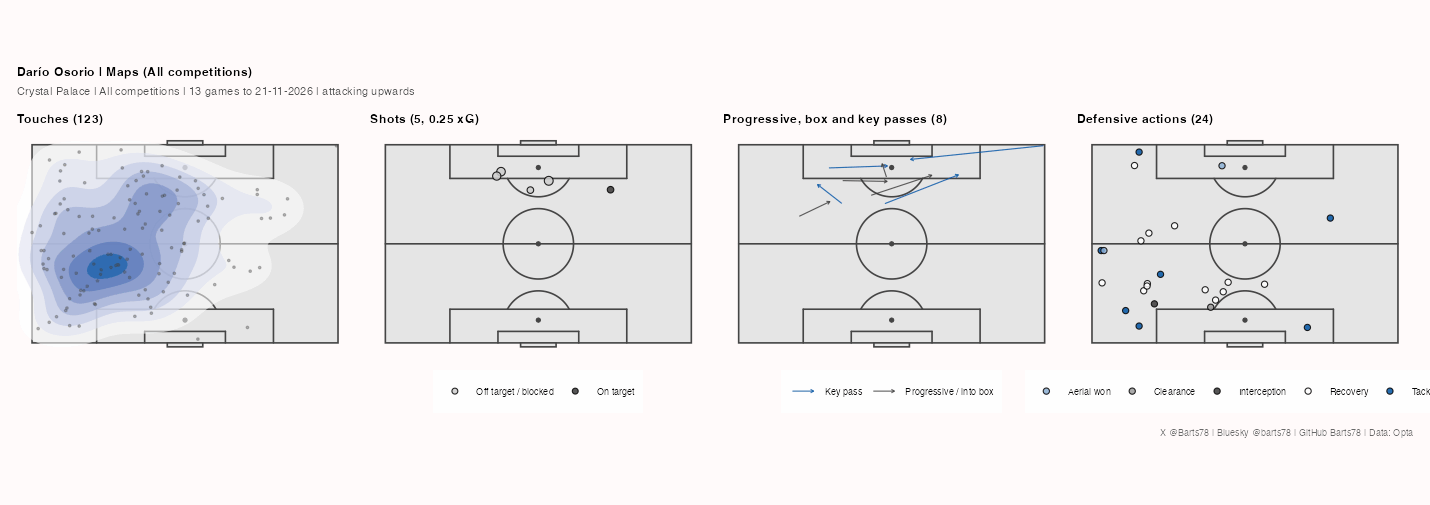 Darío Osorio | Maps (All competitions)
Crystal Palace | All competitions | 13 games to 21-11-2026 | attacking upwards
Touches (123)
Shots (5, 0.25 xG)
Progressive, box and key passes (8)
Defensive actions (24)
Off target / blocked
On target
Key pass
Progressive / into box
Aerial won
Clearance
Interception
Recovery
Tack
X @Barts78 | Bluesky @barts78 | GitHub Barts78 | Data: Opta